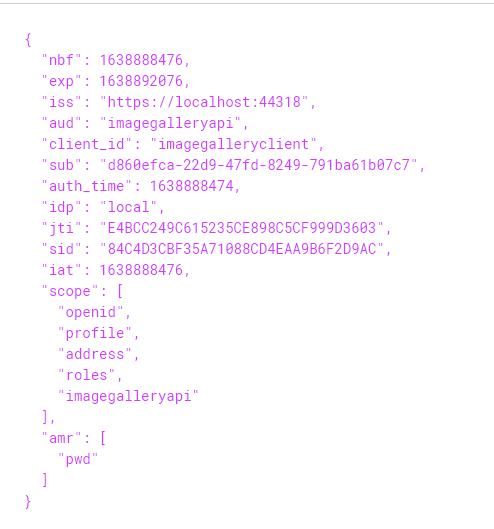 {
"nbf": 1638888476,
"exp": 1638892076,
"iss": "https://localhost:44318",
"aud": "imagegalleryapi",
"client_id": "imagegalleryclient",
"sub": "d860efca-22d9-47fd-8249-791ba61b07c7",
"auth_time": 1638888474,
"idp": "local",
"jti": "E4BCC249C615235CE898C5CF999D3603",
"sid": "84C4D3CBF35A71088CD4EAA9B6F2D9AC",
"iat": 1638888476,
"scope": [
"openid",
"profile",
"address",
"roles",
"imagegalleryapi"
],
"amr": [
"pwd"
]
}